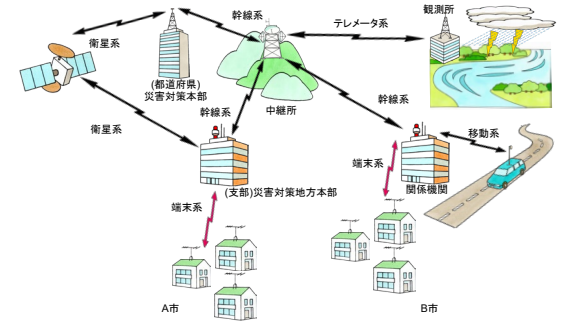 衛星系
幹線系
テレメータ系
観測所
(都道府県)
災害対策本部
中継所
幹線系
衛星系
幹線系
移動系
端末系
関係機関
(支部)災害対策地方本部
端末系
A市
B市